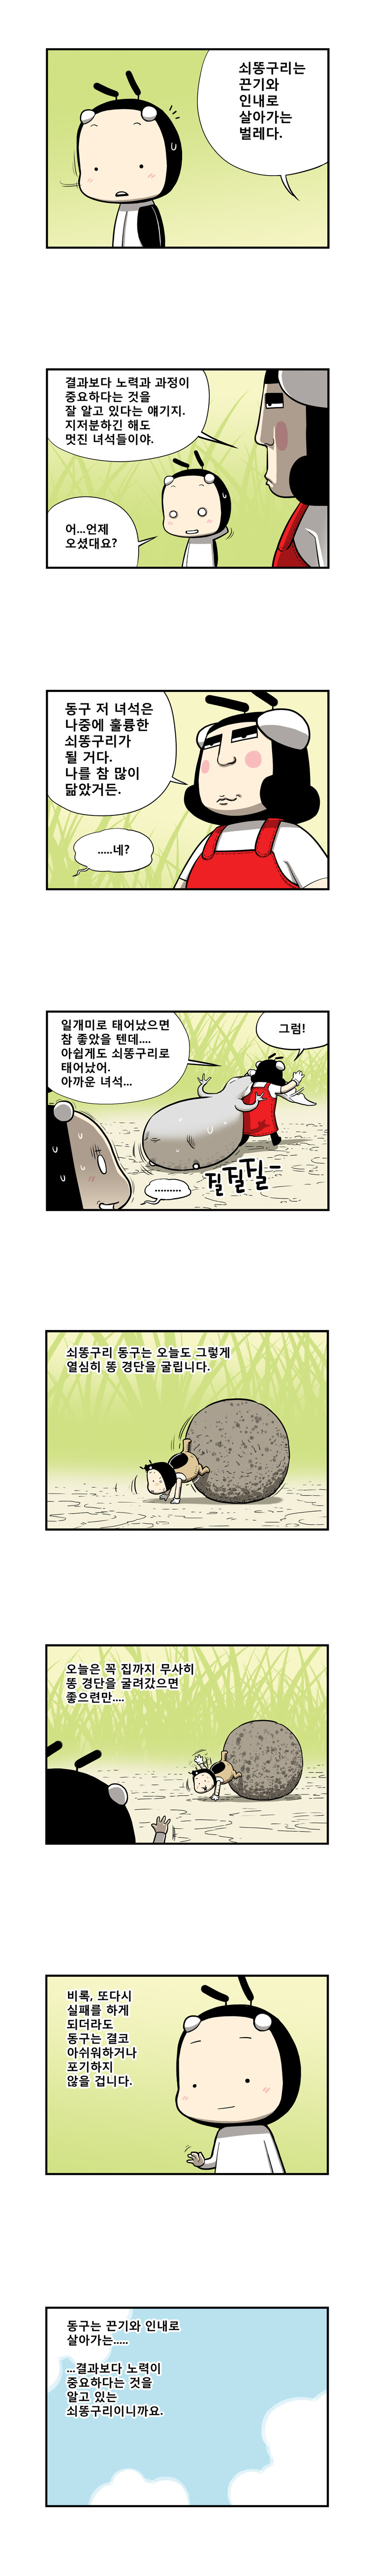 쇠똥구리는
끈기와
인내로
살아가는
벌레다.
결과보다 노력과 과정이
중요하다는 것을
잘 알고 있다는 얘기지.
지저분하긴 해도
멋진 녀석들이야.
어...언제
오셨대요?
동구 저 녀석은
나중에 훌륭한
쇠똥구리가
될 거다.
나를 참 많이
닮았거든.
.....네?
일개미로 태어났으면
참 좋았을 텐데....
아쉽게도 쇠똥구리로
태어났어.
아까운 녀석...
그럼!
.........
질질질-
쇠똥구리 동구는 오늘도 그렇게
열심히 똥 경단을 굴립니다.
오늘은 꼭 집까지 무사히
똥 경단을 굴려갔으면
좋으련만....
비록, 또다시
실패를 하게
되더라도
동구는 결코
아쉬워하거나
포기하지
않을 겁니다.
동구는 끈기와 인내로
살아가는.....
...결과보다 노력이
중요하다는 것을
알고 있는
쇠똥구리이니까요.